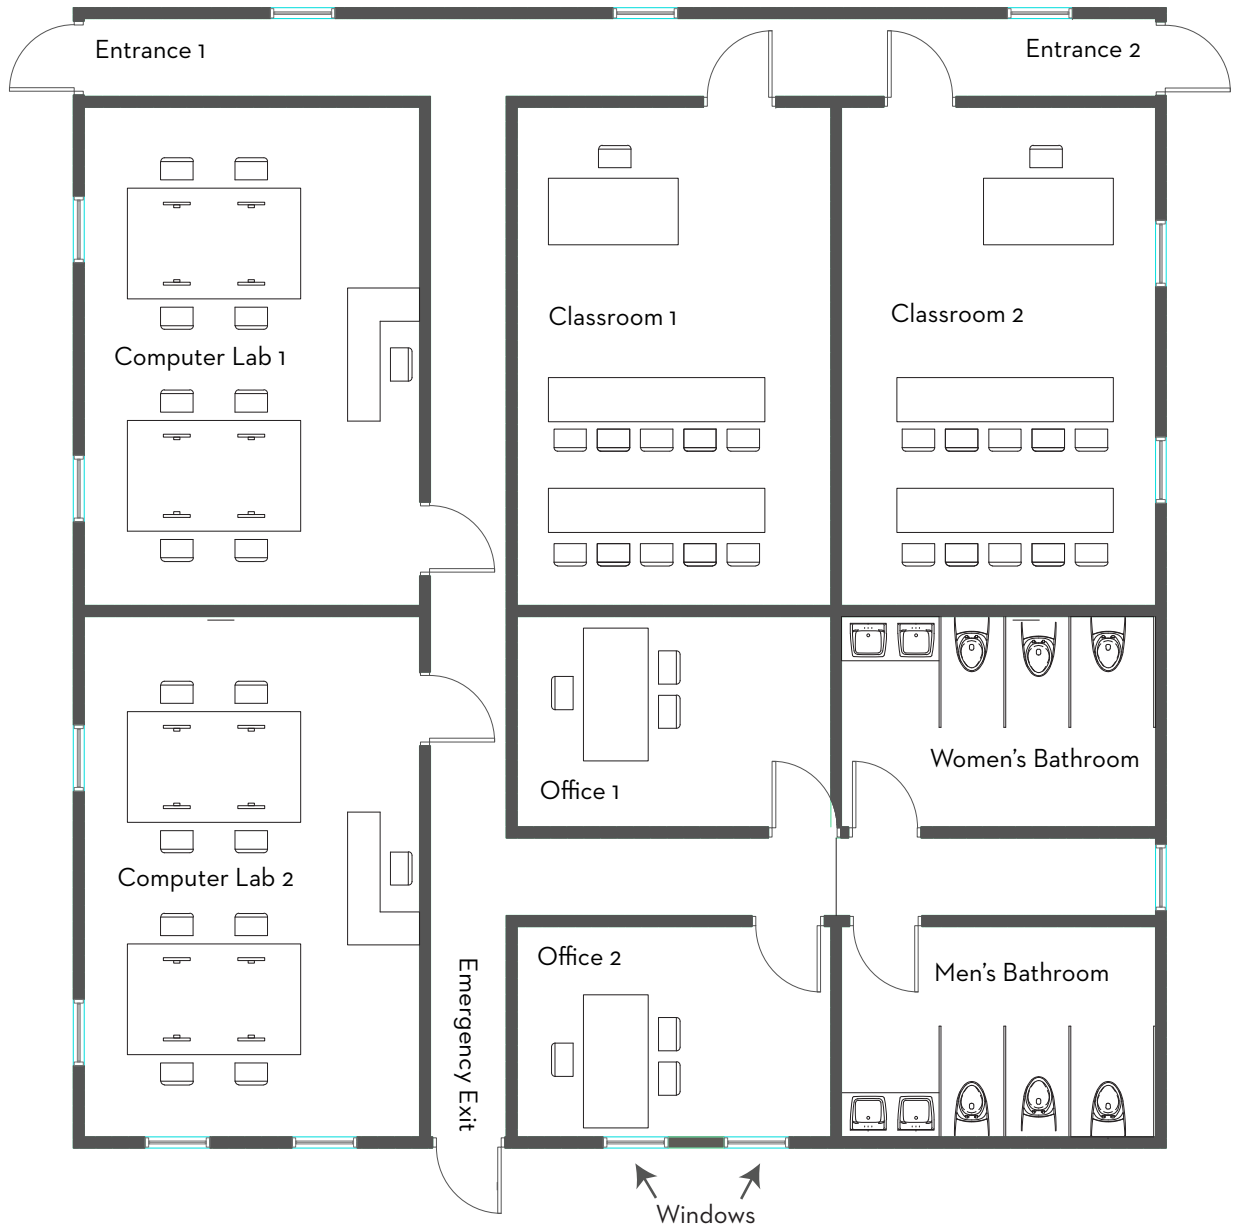 Entrance 1
Entrance 2
Classroom 1
Classroom 2
Computer Lab 1
Women's Bathroom
Office 1
Computer Lab 2
Office 2
Men's Bathroom
Emergency Exit
Windows